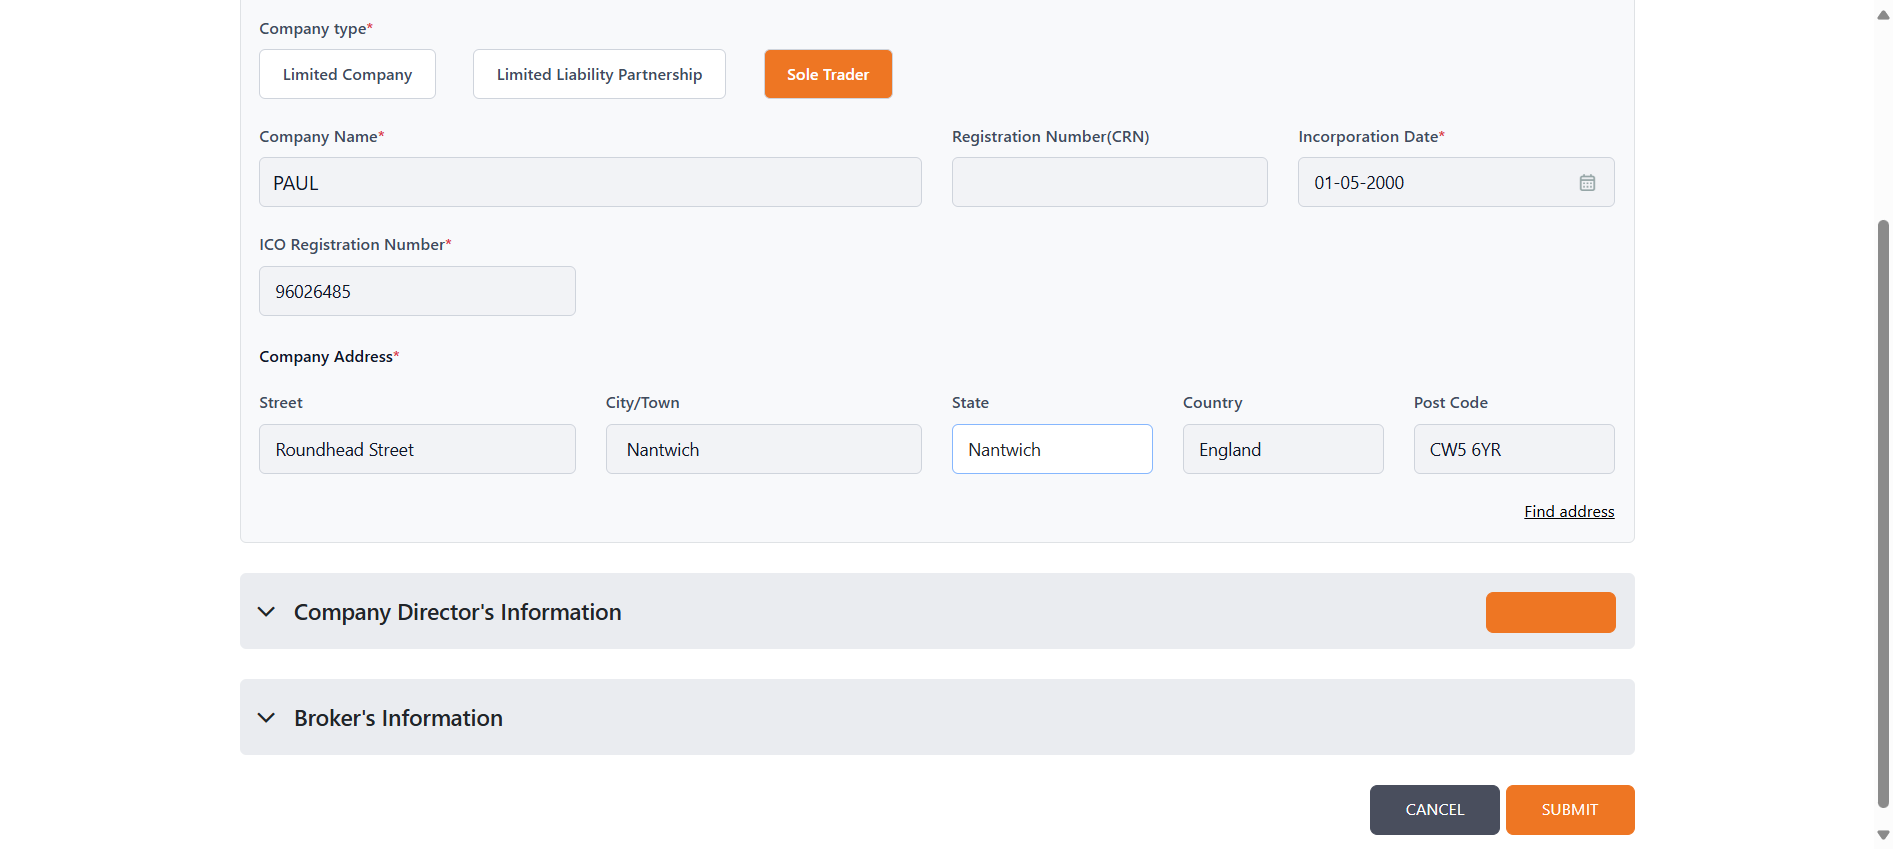 Company type*
Limited Company
Limited Liability Partnership
Sole Trader
Company Name*
Registration Number(CRN)
Incorporation Date*
PAUL
01-05-2000
ICO Registration Number*
96026485
Company Address*
Street
City/Town
State
Country
Post Code
Roundhead Street
Nantwich
Nantwich
England
CW5 6YR
Find address
Company Director's Information
Broker's Information
CANCEL
SUBMIT